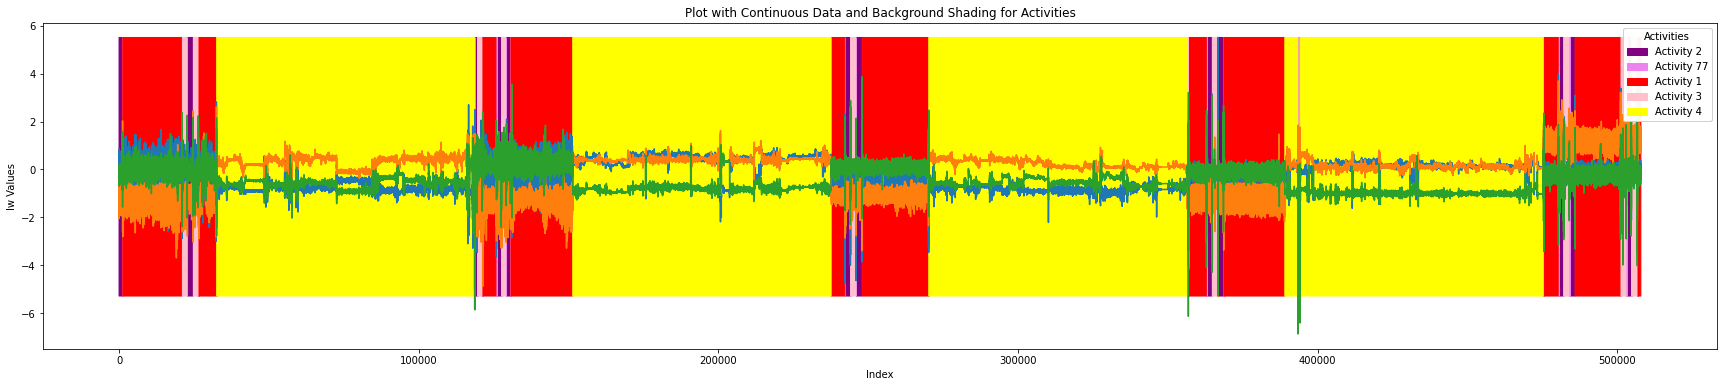 Plot with Continuous Data and Background Shading for Activities
6
4
2
0
−2
−4
−6
lw Values
0
100000
200000
300000
400000
500000
Index
Activities
Activity 2
Activity 77
Activity 1
Activity 3
Activity 4